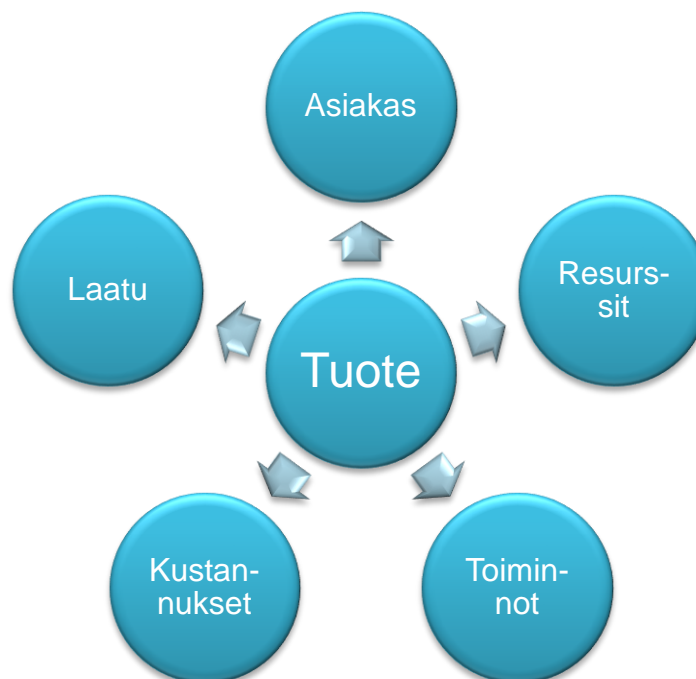 Asiakas
Laatu
Resurs-
sit
Tuote
Kustan-
nukset
Toimin-
not